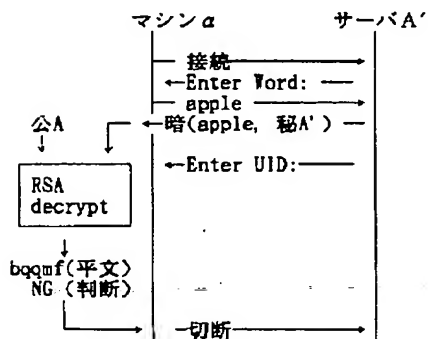 マシンα サーバA′
接続
Enter Word:
apple
公A
暗(apple, 秘A')
Enter UID:
RSA
decrypt
bqqmf(平文)
NG (判断)
切断